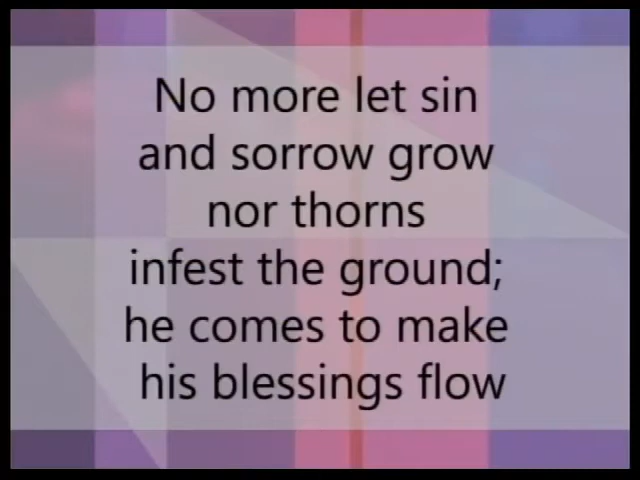 No more let sin
and sorrow grow
nor thorns
infest the ground;
he comes to make
his blessings flow